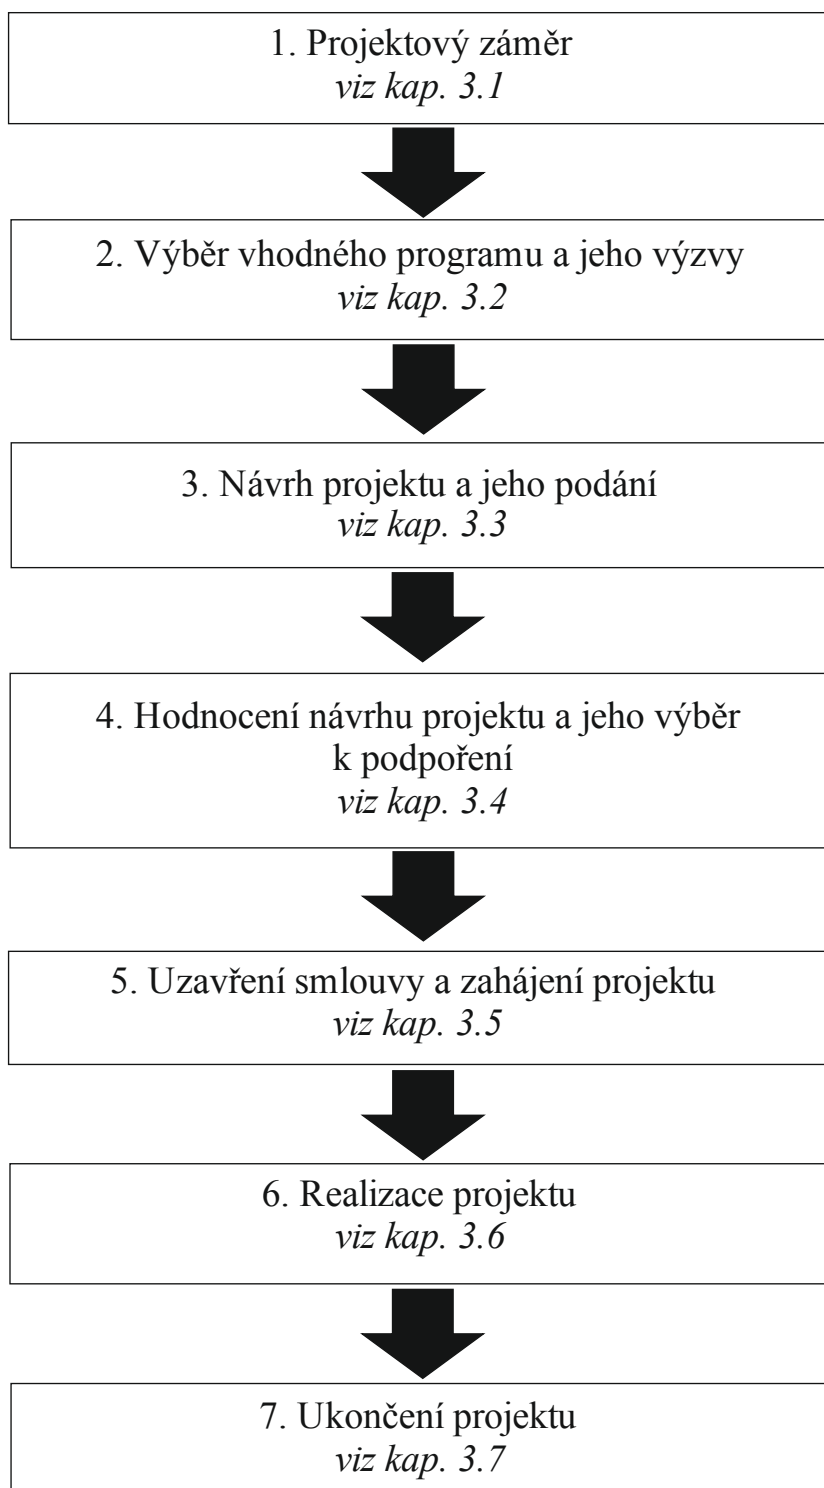 1. Projektový záměr
viz kap. 3.1
2. Výběr vhodného programu a jeho výzvy
viz kap. 3.2
3. Návrh projektu a jeho podání
viz kap. 3.3
4. Hodnocení návrhu projektu a jeho výběr
k podpoření
viz kap. 3.4
5. Uzavření smlouvy a zahájení projektu
viz kap. 3.5
6. Realizace projektu
viz kap. 3.6
7. Ukončení projektu
viz kap. 3.7